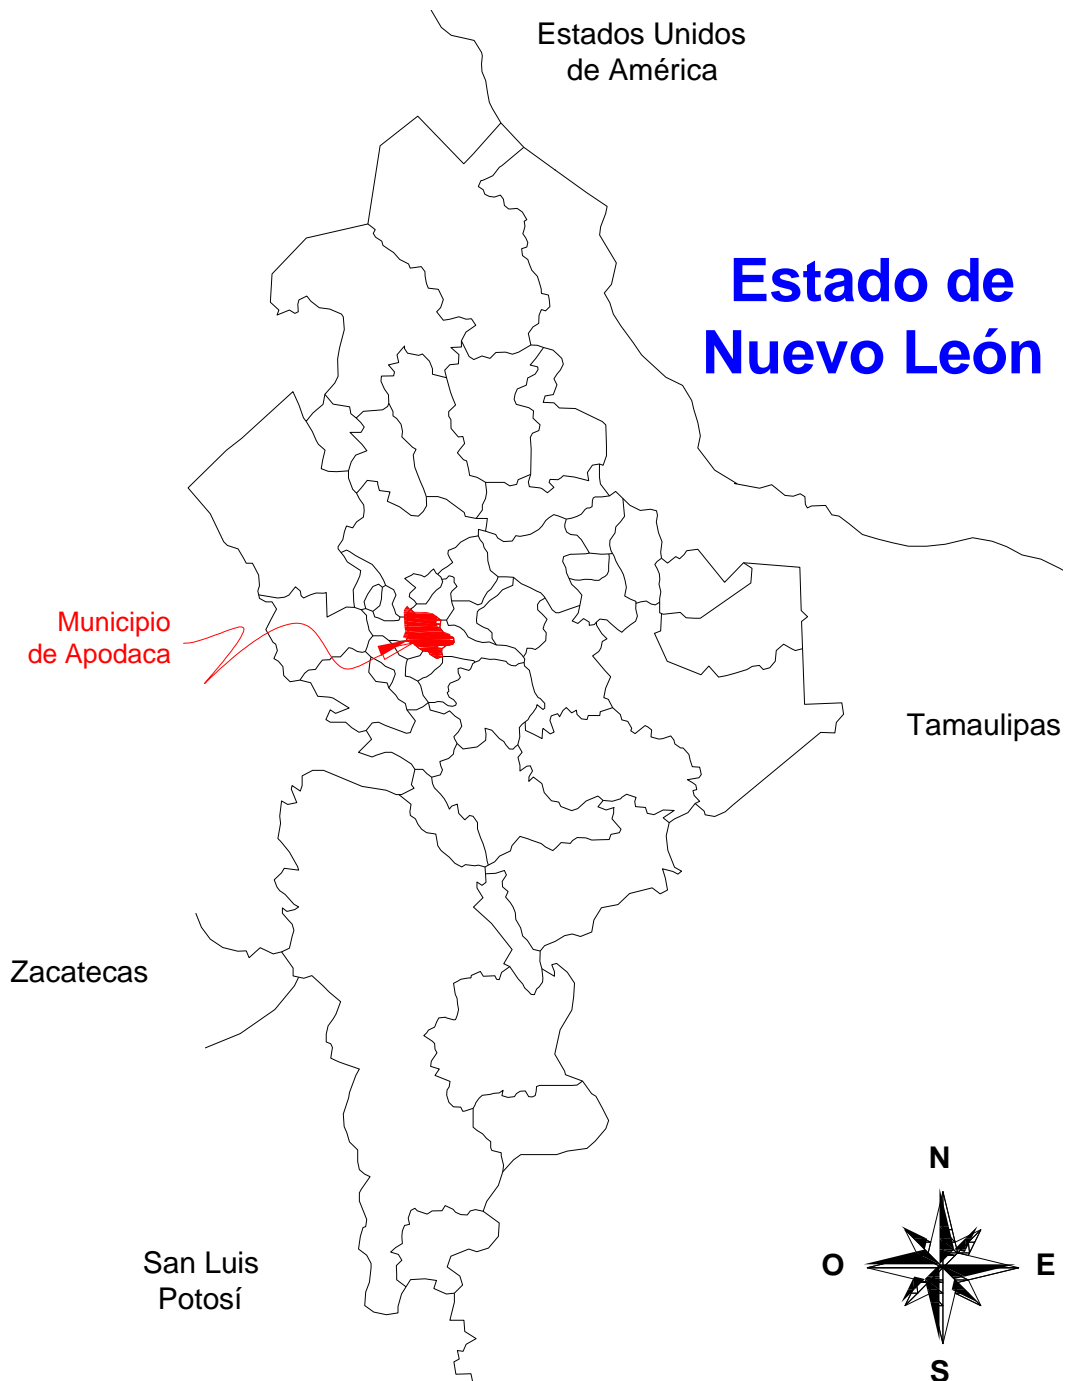 Estados Unidos
de América
Estado de
Nuevo León
Municipio
de Apodaca
Tamaulipas
Zacatecas
San Luis
Potosí
N
O
E
S